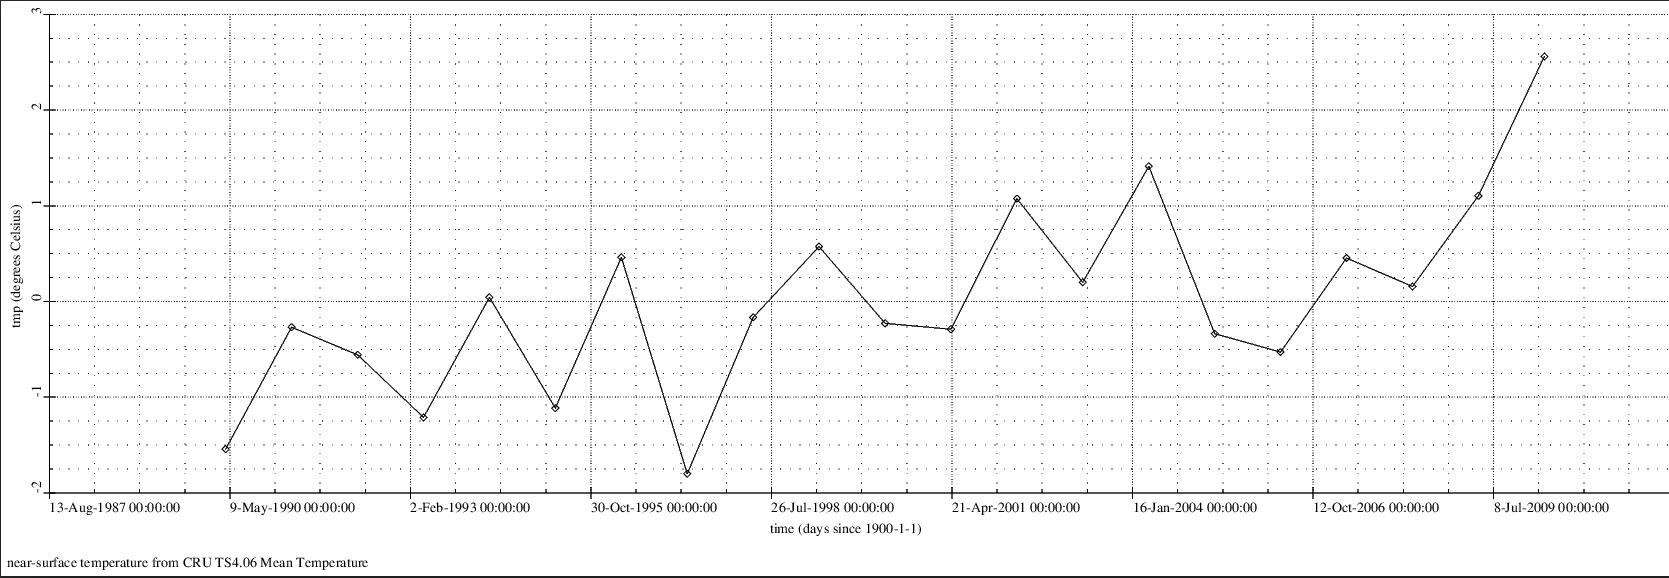 3
2
1
0
-1
-2
tmp (degrees Celsius)
13-Aug-1987 00:00:00
9-May-1990 00:00:00
2-Feb-1993 00:00:00
30-Oct-1995 00:00:00
26-Jul-1998 00:00:00
21-Apr-2001 00:00:00
16-Jan-2004 00:00:00
12-Oct-2006 00:00:00
8-Jul-2009 00:00:00
time (days since 1900-1-1)
near-surface temperature from CRU TS4.06 Mean Temperature